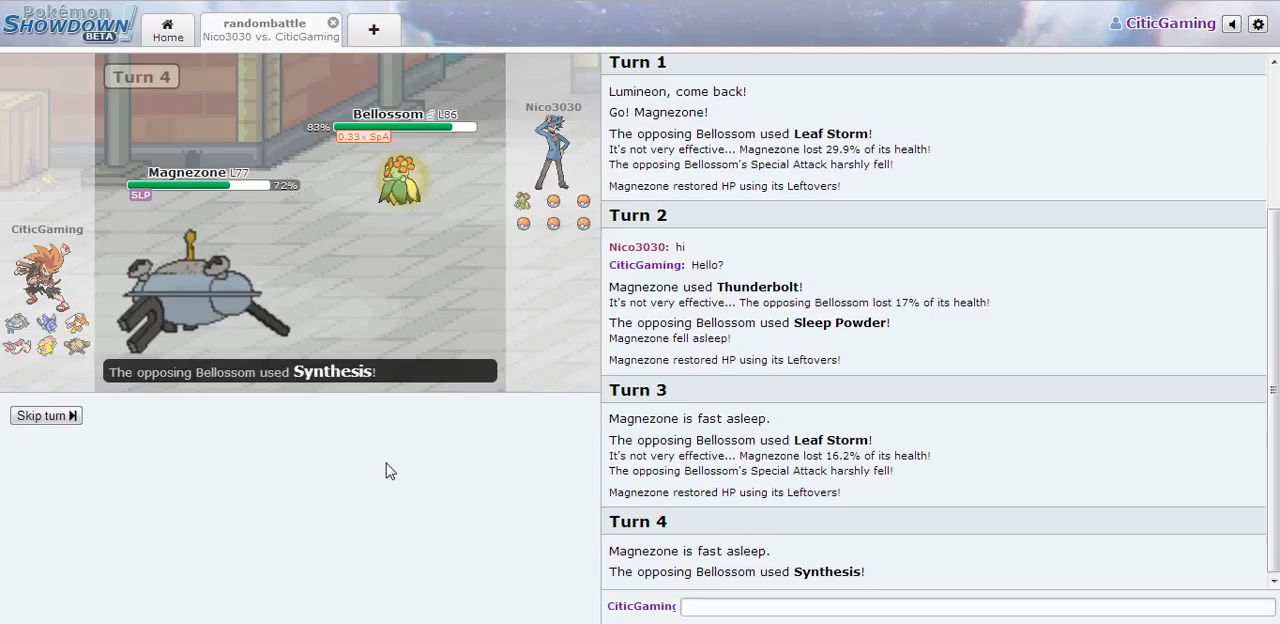 Pokémon
SHOWDOWN
BETA
Home
randombattle
Nico3030 vs. CiticGaming
+
CiticGaming
Turn 4
Bellossom L86
83%
0.33x SpA
Magnezone L77
72%
SLP
Nico3030
CiticGaming
The opposing Bellossom used Synthesis!
Skip turn
Turn 1
Lumineon, come back!
Go! Magnezone!
The opposing Bellossom used Leaf Storm!
It's not very effective... Magnezone lost 29.9% of its health!
The opposing Bellossom's Special Attack harshly fell!
Magnezone restored HP using its Leftovers!
Turn 2
Nico3030: hi
CiticGaming: Hello?
Magnezone used Thunderbolt!
It's not very effective... The opposing Bellossom lost 17% of its health!
The opposing Bellossom used Sleep Powder!
Magnezone fell asleep!
Magnezone restored HP using its Leftovers!
Turn 3
Magnezone is fast asleep.
The opposing Bellossom used Leaf Storm!
It's not very effective... Magnezone lost 16.2% of its health!
The opposing Bellossom's Special Attack harshly fell!
Magnezone restored HP using its Leftovers!
Turn 4
Magnezone is fast asleep.
The opposing Bellossom used Synthesis!
CiticGaming